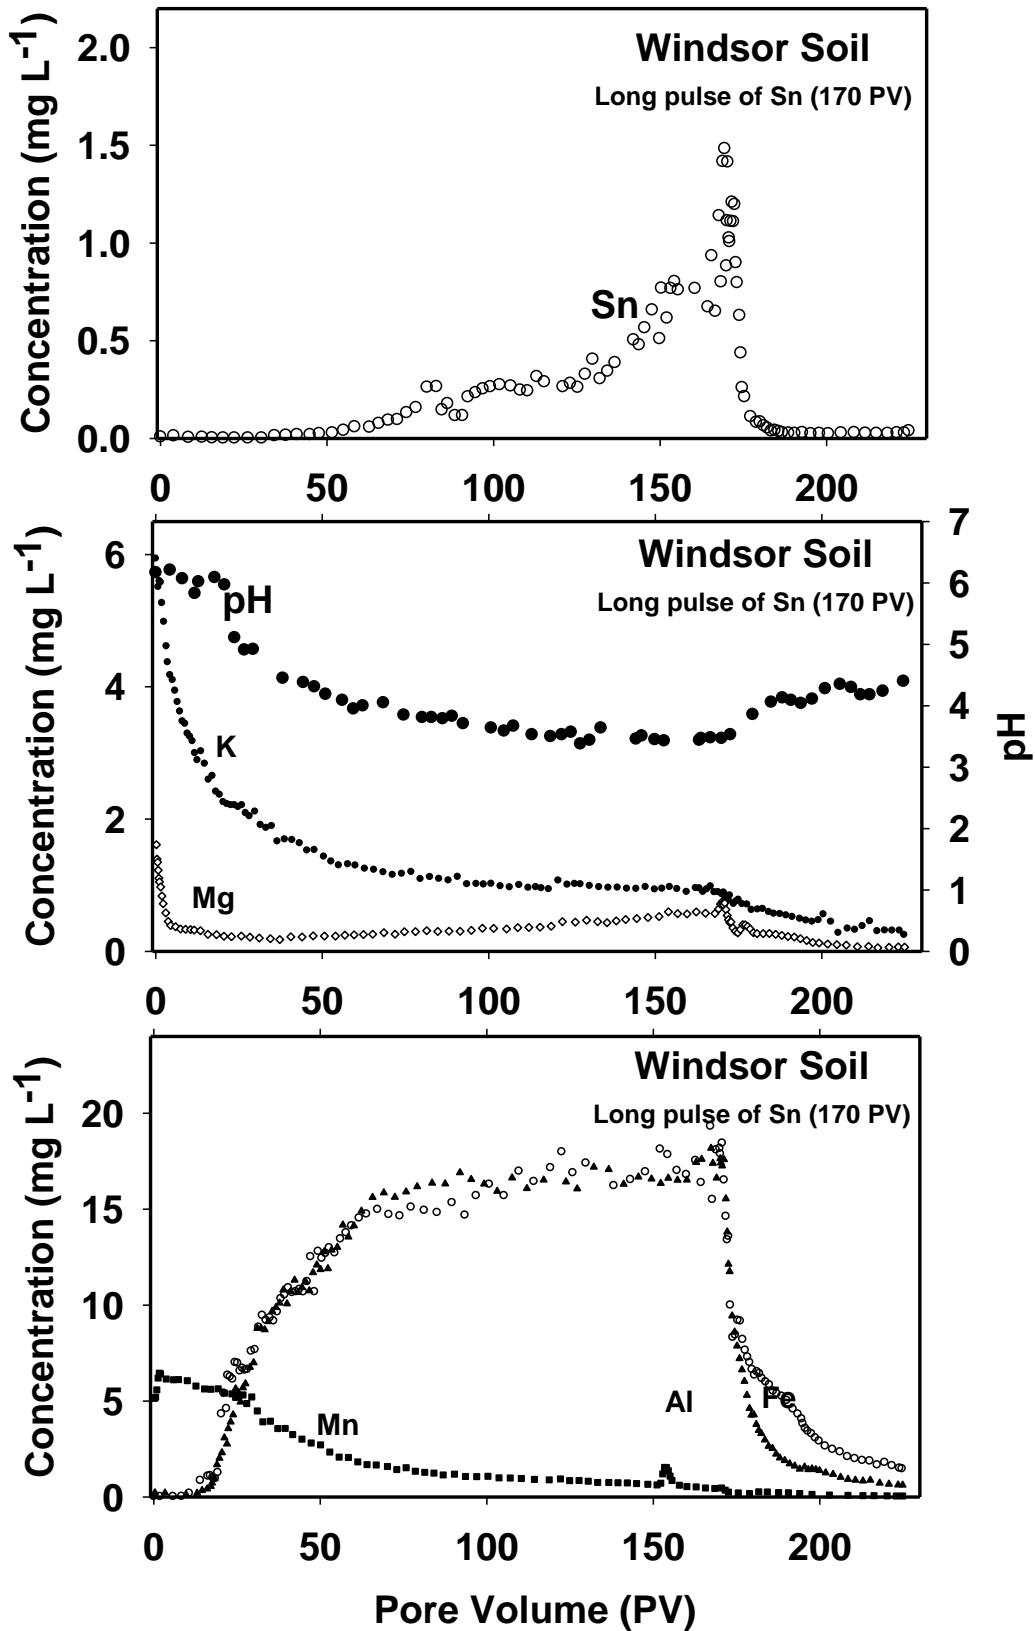 Windsor Soil
Long pulse of Sn (170 PV)
Concentration (mg L-1)
2.0
1.5
1.0
0.5
0.0
Sn
0 50 100 150 200
Windsor Soil
Long pulse of Sn (170 PV)
Concentration (mg L-1)
6
4
2
0
pH
K
Mg
7
6
5
4
3
2
1
0
pH
0 50 100 150 200
Windsor Soil
Long pulse of Sn (170 PV)
Concentration (mg L-1)
20
15
10
5
0
Mn
Al
Fe
0 50 100 150 200
Pore Volume (PV)